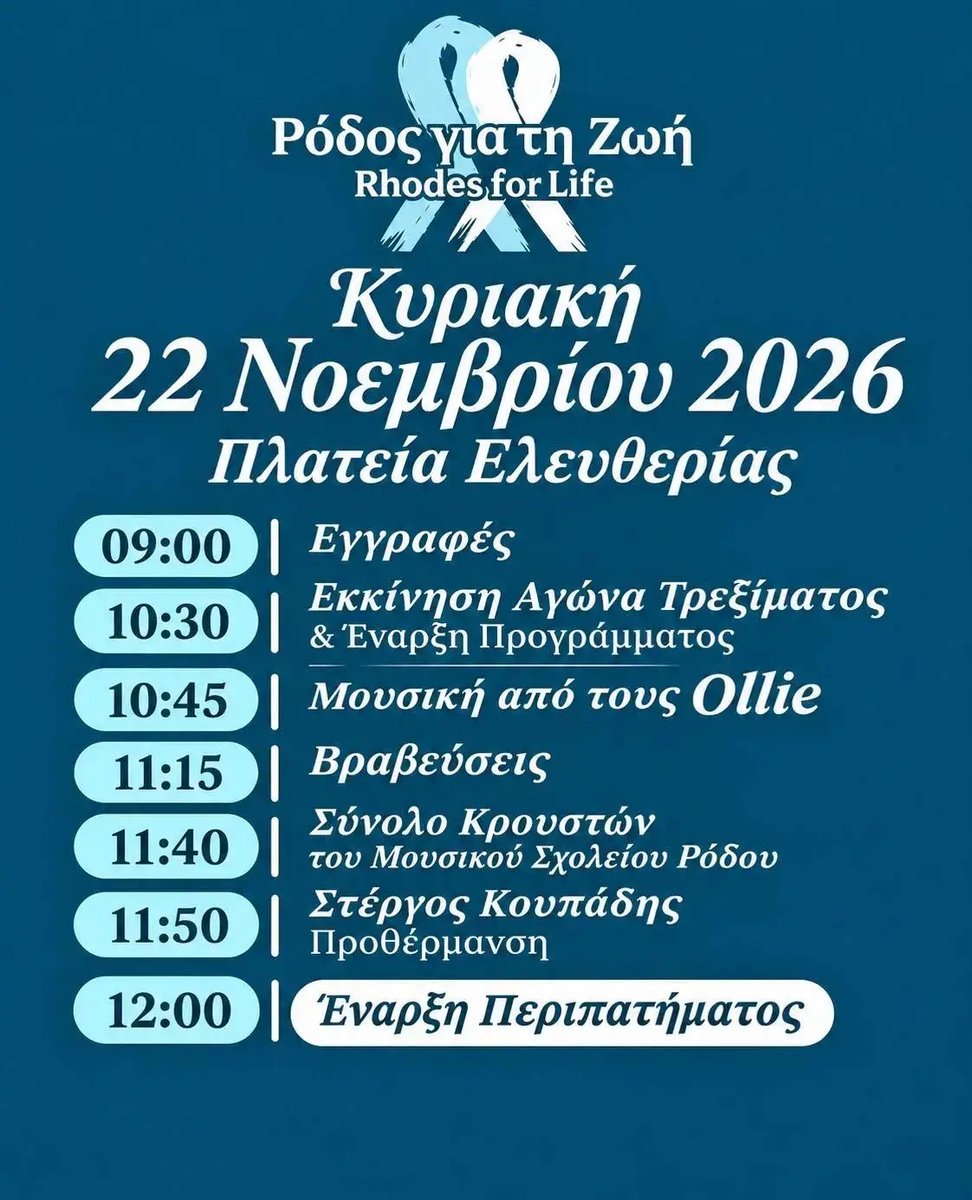 Ρόδος για τη Ζωή
Rhodes for Life
Κυριακή
22 Νοεμβρίου 2026
Πλατεία Ελευθερίας
09:00 Εγγραφές
10:30 Εκκίνηση Αγώνα Τρεξίματος
& Έναρξη Προγράμματος
10:45 Μουσική από τους Ollie
11:15 Βραβεύσεις
11:40 Σύνολο Κρουστών
του Μουσικού Σχολείου Ρόδου
11:50 Στέργος Κουπάδης
Προθέρμανση
12:00 Έναρξη Περιπατήματος